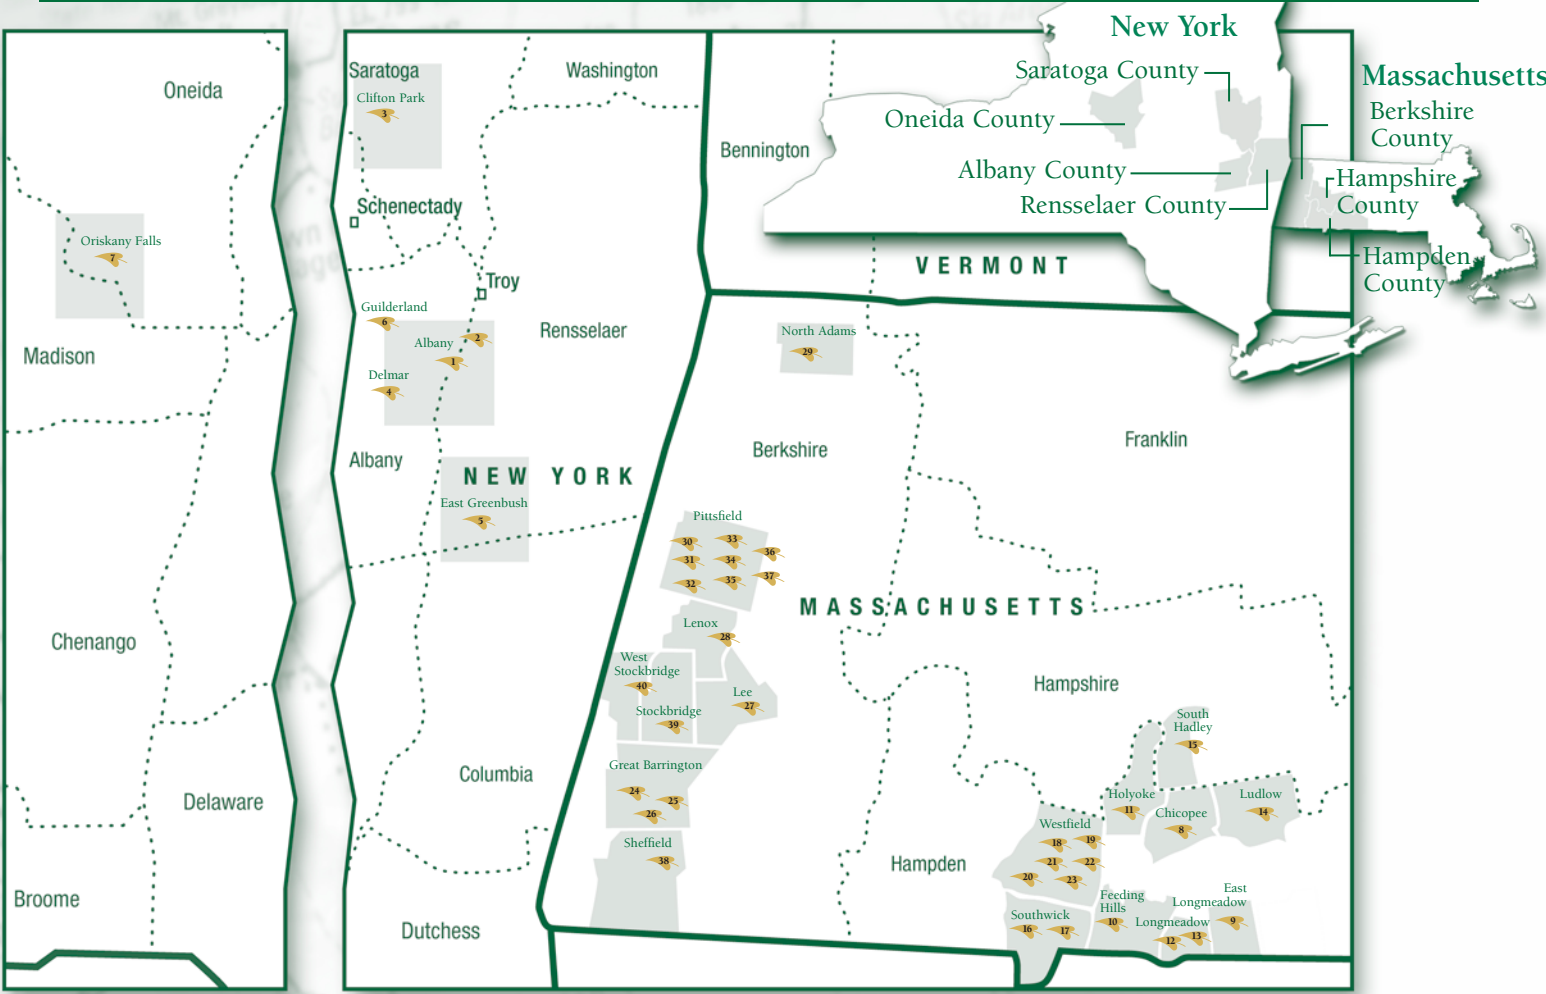 New York
Saratoga County
Oneida County
Albany County
Rensselaer County
Massachusetts
Berkshire
County
Hampshire
County
Hampden
County
Oneida
Oriskany Falls
7
Madison
Chenango
Delaware
Broome
Saratoga
Clifton Park
3
Washington
Schenectady
Troy
Guilderland
6
Albany
2
1
Delmar
4
Rensselaer
Albany
NEW YORK
East Greenbush
5
Columbia
Dutchess
Bennington
VERMONT
North Adams
29
Berkshire
Franklin
Pittsfield
30
33
36
31
34
32
35
37
MASSACHUSETTS
Lenox
28
West
Stockbridge
40
Lee
27
Stockbridge
39
Great Barrington
24
25
26
Sheffield
38
Hampshire
South
Hadley
15
Holyoke
11
Chicopee
8
Ludlow
14
Westfield
18
19
21
22
20
23
Hampden
Southwick
16
17
Feeding
Hills
10
Longmeadow
12
13
East
Longmeadow
9